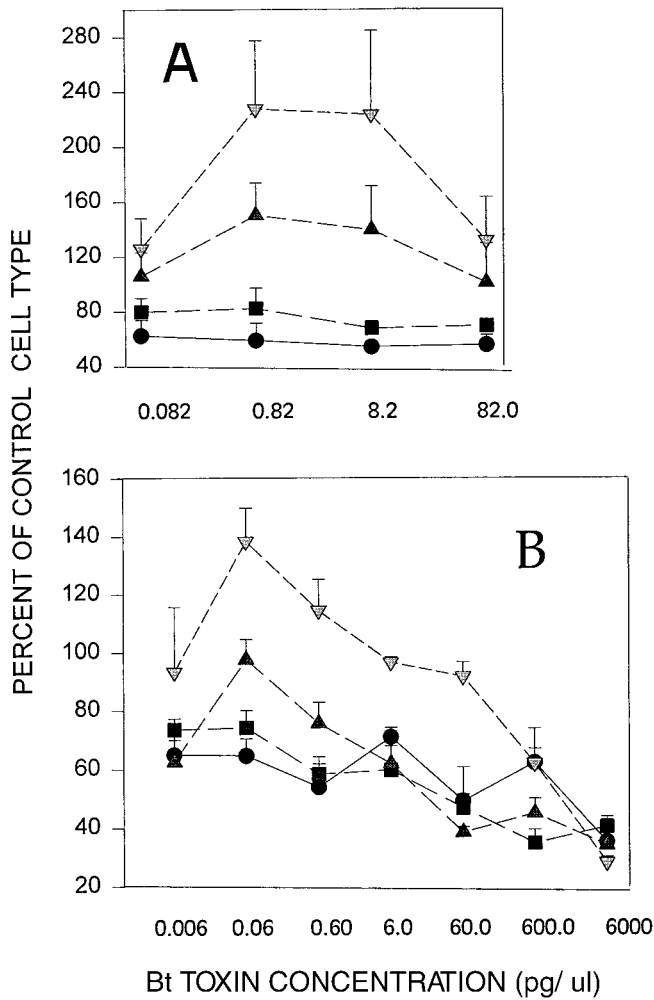 PERCENT OF CONTROL CELL TYPE
A
280
240
200
160
120
80
40
0.082 0.82 8.2 82.0
B
160
140
120
100
80
60
40
20
0.006 0.06 0.60 6.0 60.0 600.0 6000
Bt TOXIN CONCENTRATION (pg/ ul)